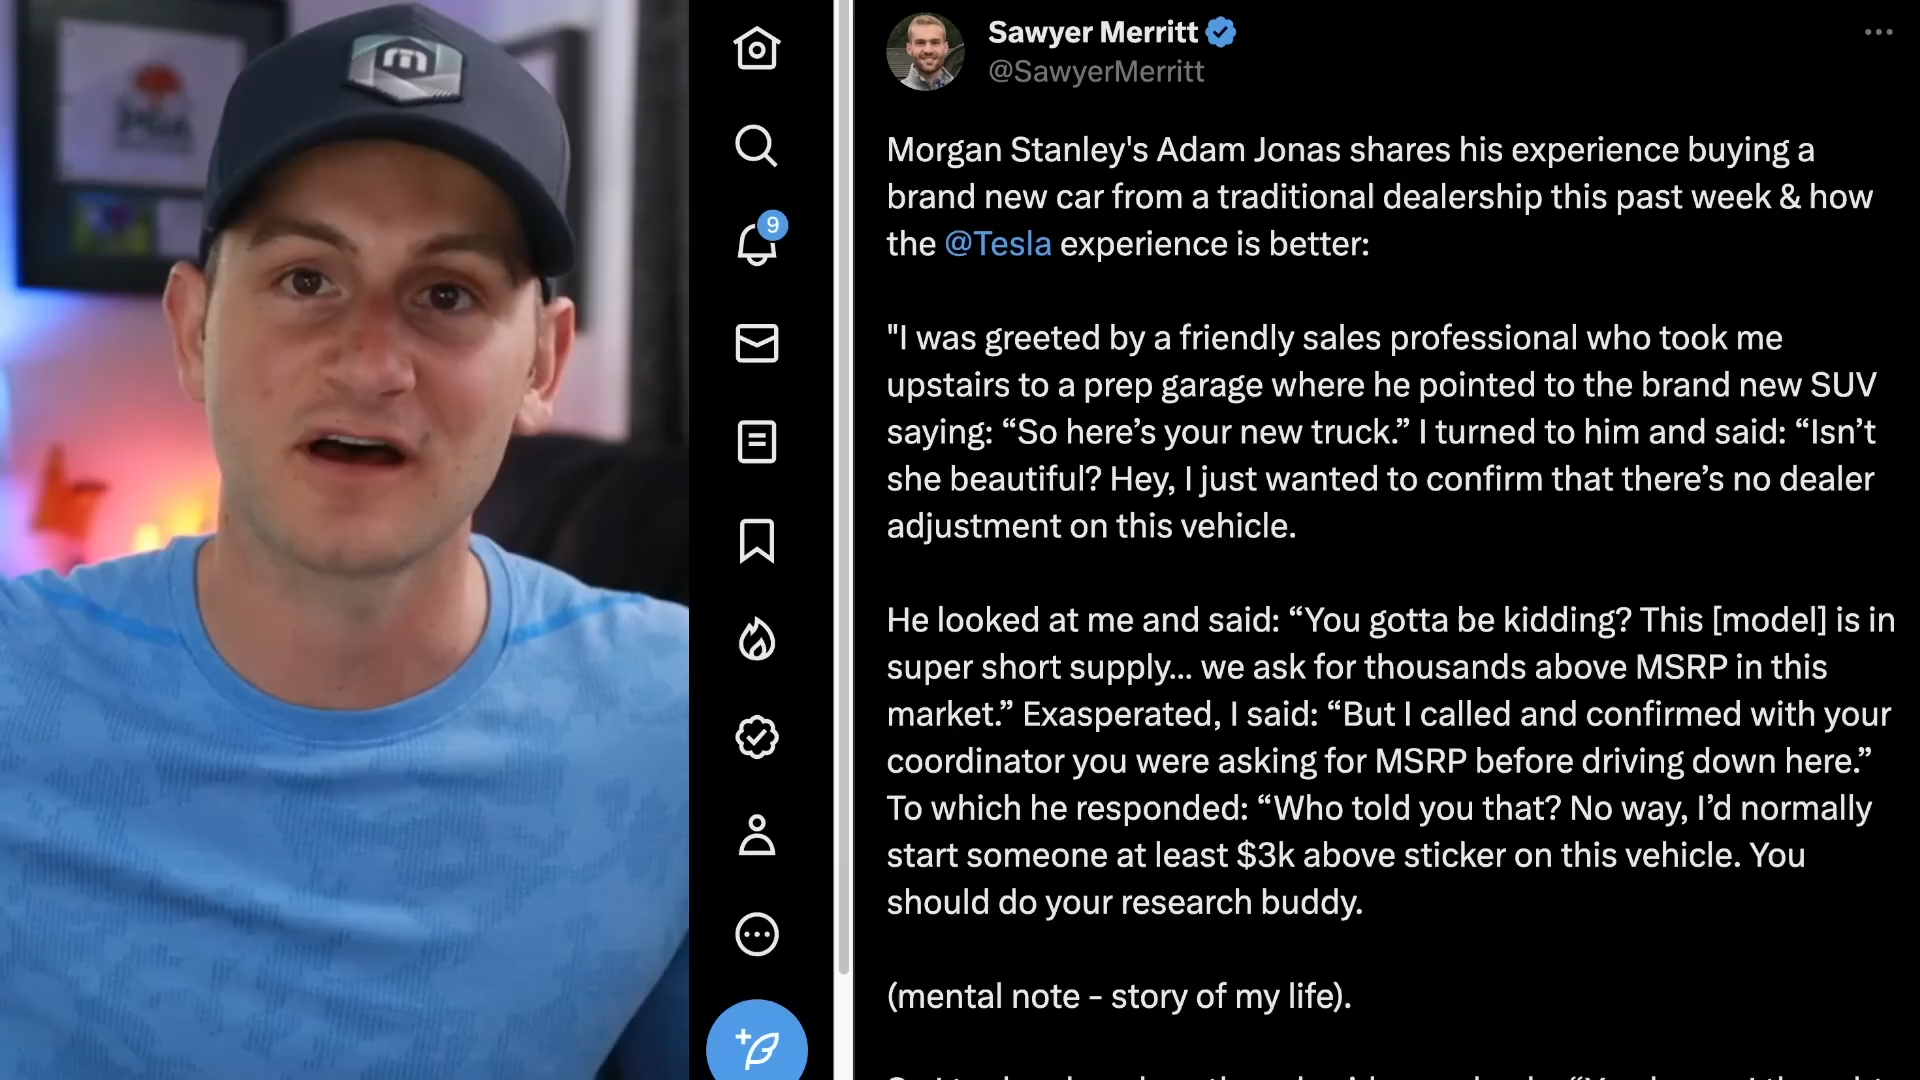 Sawyer Merritt
@SawyerMerritt
Morgan Stanley's Adam Jonas shares his experience buying a
brand new car from a traditional dealership this past week & how
the @Tesla experience is better:
"I was greeted by a friendly sales professional who took me
upstairs to a prep garage where he pointed to the brand new SUV
saying: “So here’s your new truck.” I turned to him and said: “Isn’t
she beautiful? Hey, I just wanted to confirm that there’s no dealer
adjustment on this vehicle.
He looked at me and said: “You gotta be kidding? This [model] is in
super short supply... we ask for thousands above MSRP in this
market.” Exasperated, I said: “But I called and confirmed with your
coordinator you were asking for MSRP before driving down here.”
To which he responded: “Who told you that? No way, I’d normally
start someone at least $3k above sticker on this vehicle. You
should do your research buddy.
(mental note - story of my life).
9
m